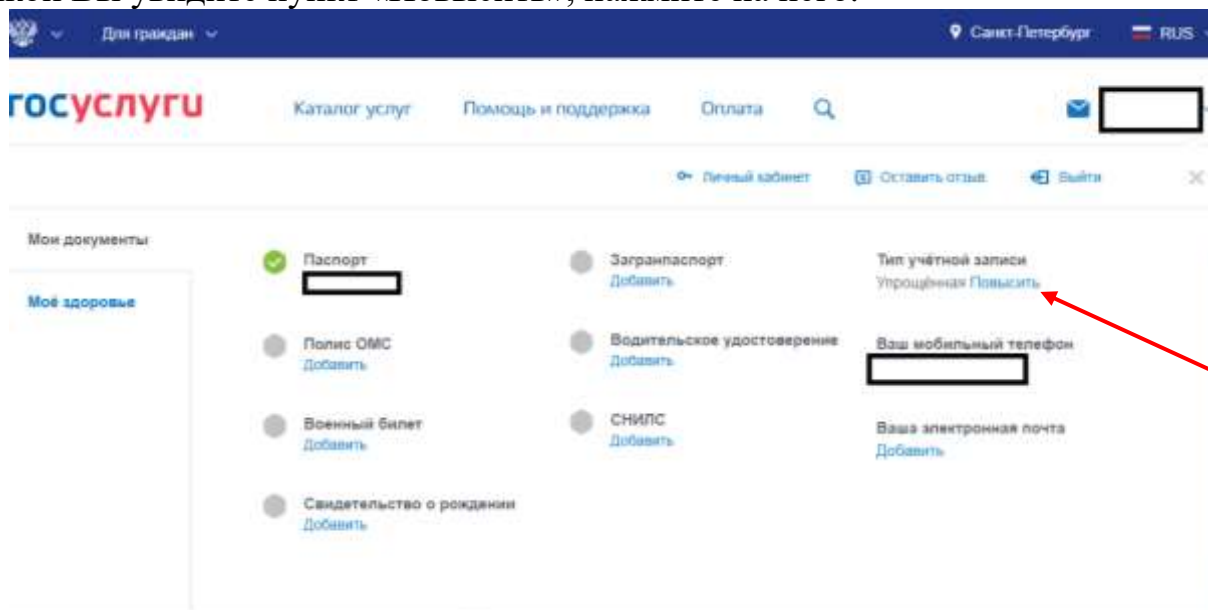 Для граждан
Санкт-Петербург RUS
госуслуги
Каталог услуг Помощь и поддержка Оплата
Личный кабинет Оставить отзыв Выйти
Мои документы
Моё здоровье
Паспорт
Загранпаспорт
Добавить
Тип учётной записи
Упрощённая Повысить
Полис ОМС
Добавить
Водительское удостоверение
Добавить
Ваш мобильный телефон
Военный билет
Добавить
СНИЛС
Добавить
Ваша электронная почта
Добавить
Свидетельство о рождении
Добавить